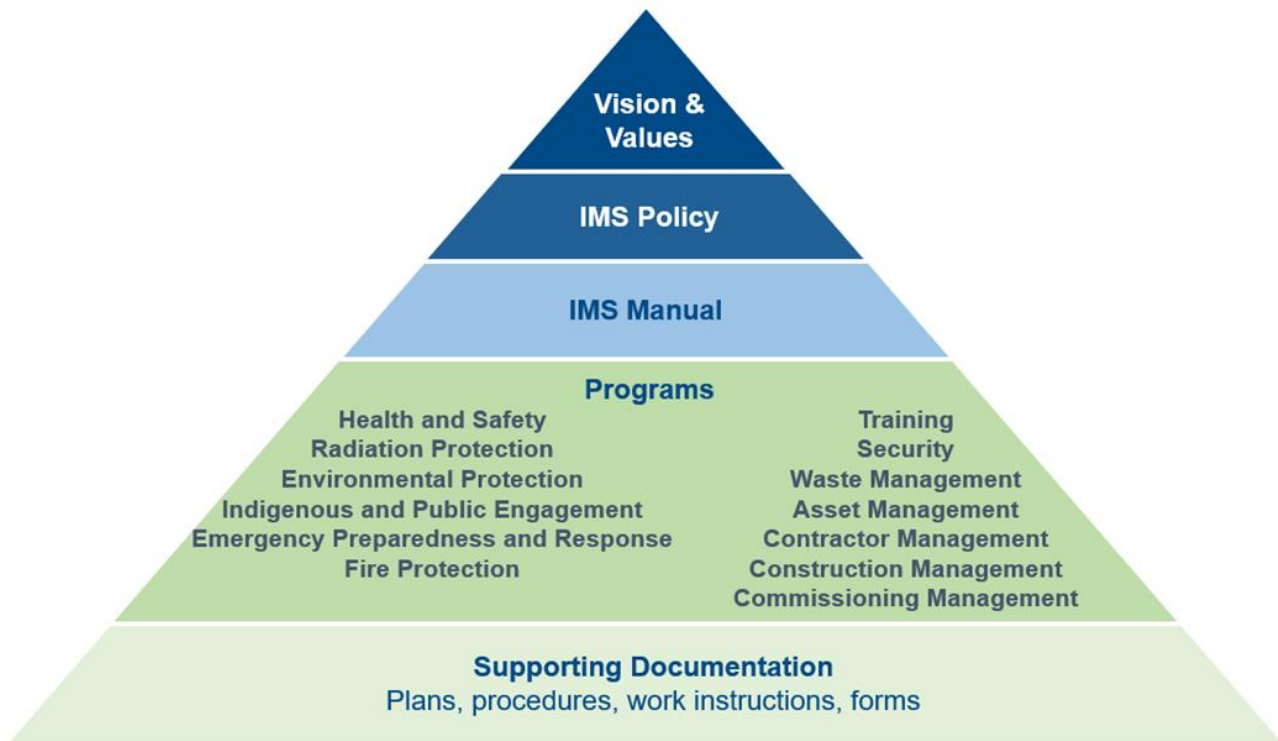 Vision &
Values
IMS Policy
IMS Manual
Programs
Health and Safety
Radiation Protection
Environmental Protection
Indigenous and Public Engagement
Emergency Preparedness and Response
Fire Protection
Training
Security
Waste Management
Asset Management
Contractor Management
Construction Management
Commissioning Management
Supporting Documentation
Plans, procedures, work instructions, forms